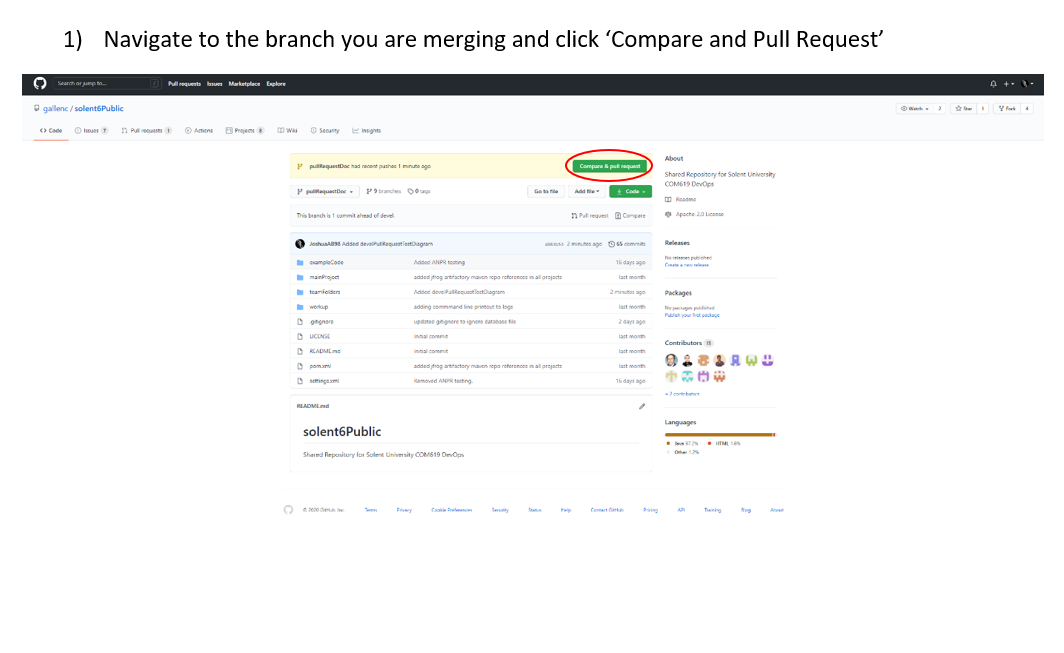 1) Navigate to the branch you are merging and click ‘Compare and Pull Request’
Search or jump to... /
Pull requests Issues Marketplace Explore
gallenc / solent6Public
Watch 7 Star 1 Fork 4
Code Issues 7 Pull requests 1 Actions Projects 8 Wiki Security Insights
pullRequestDoc had recent pushes 1 minute ago
Compare & pull request
pullRequestDoc 9 branches 0 tags
Go to file Add file Code
This branch is 1 commit ahead of devel.
Pull request Compare
JoshuaAB98 Added develPullRequestTestDiagram
2 minutes ago 65 commits
exampleCode Added ANPR testing 16 days ago
mainProject added jfrog artifactory maven repo references in all projects last month
teamFolders Added develPullRequestTestDiagram 2 minutes ago
workup adding commmand line printout to logs last month
.gitignore updated gitignore to ignore database file 2 days ago
LICENSE Initial commit last month
README.md Initial commit last month
pom.xml added jfrog artifactory maven repo references in all projects last month
settings.xml Removed ANPR testing. 16 days ago
README.md
solent6Public
Shared Repository for Solent University COM619 DevOps
About
Shared Repository for Solent University
COM619 DevOps
Readme
Apache-2.0 License
Releases
No releases published
Create a new release
Packages
No packages published
Publish your first package
Contributors 18
+ 7 contributors
Languages
Java 97.2% HTML 1.6%
Other 1.2%
© 2020 GitHub, Inc. Terms Privacy Cookie Preferences Security Status Help Contact GitHub Pricing API Training Blog About